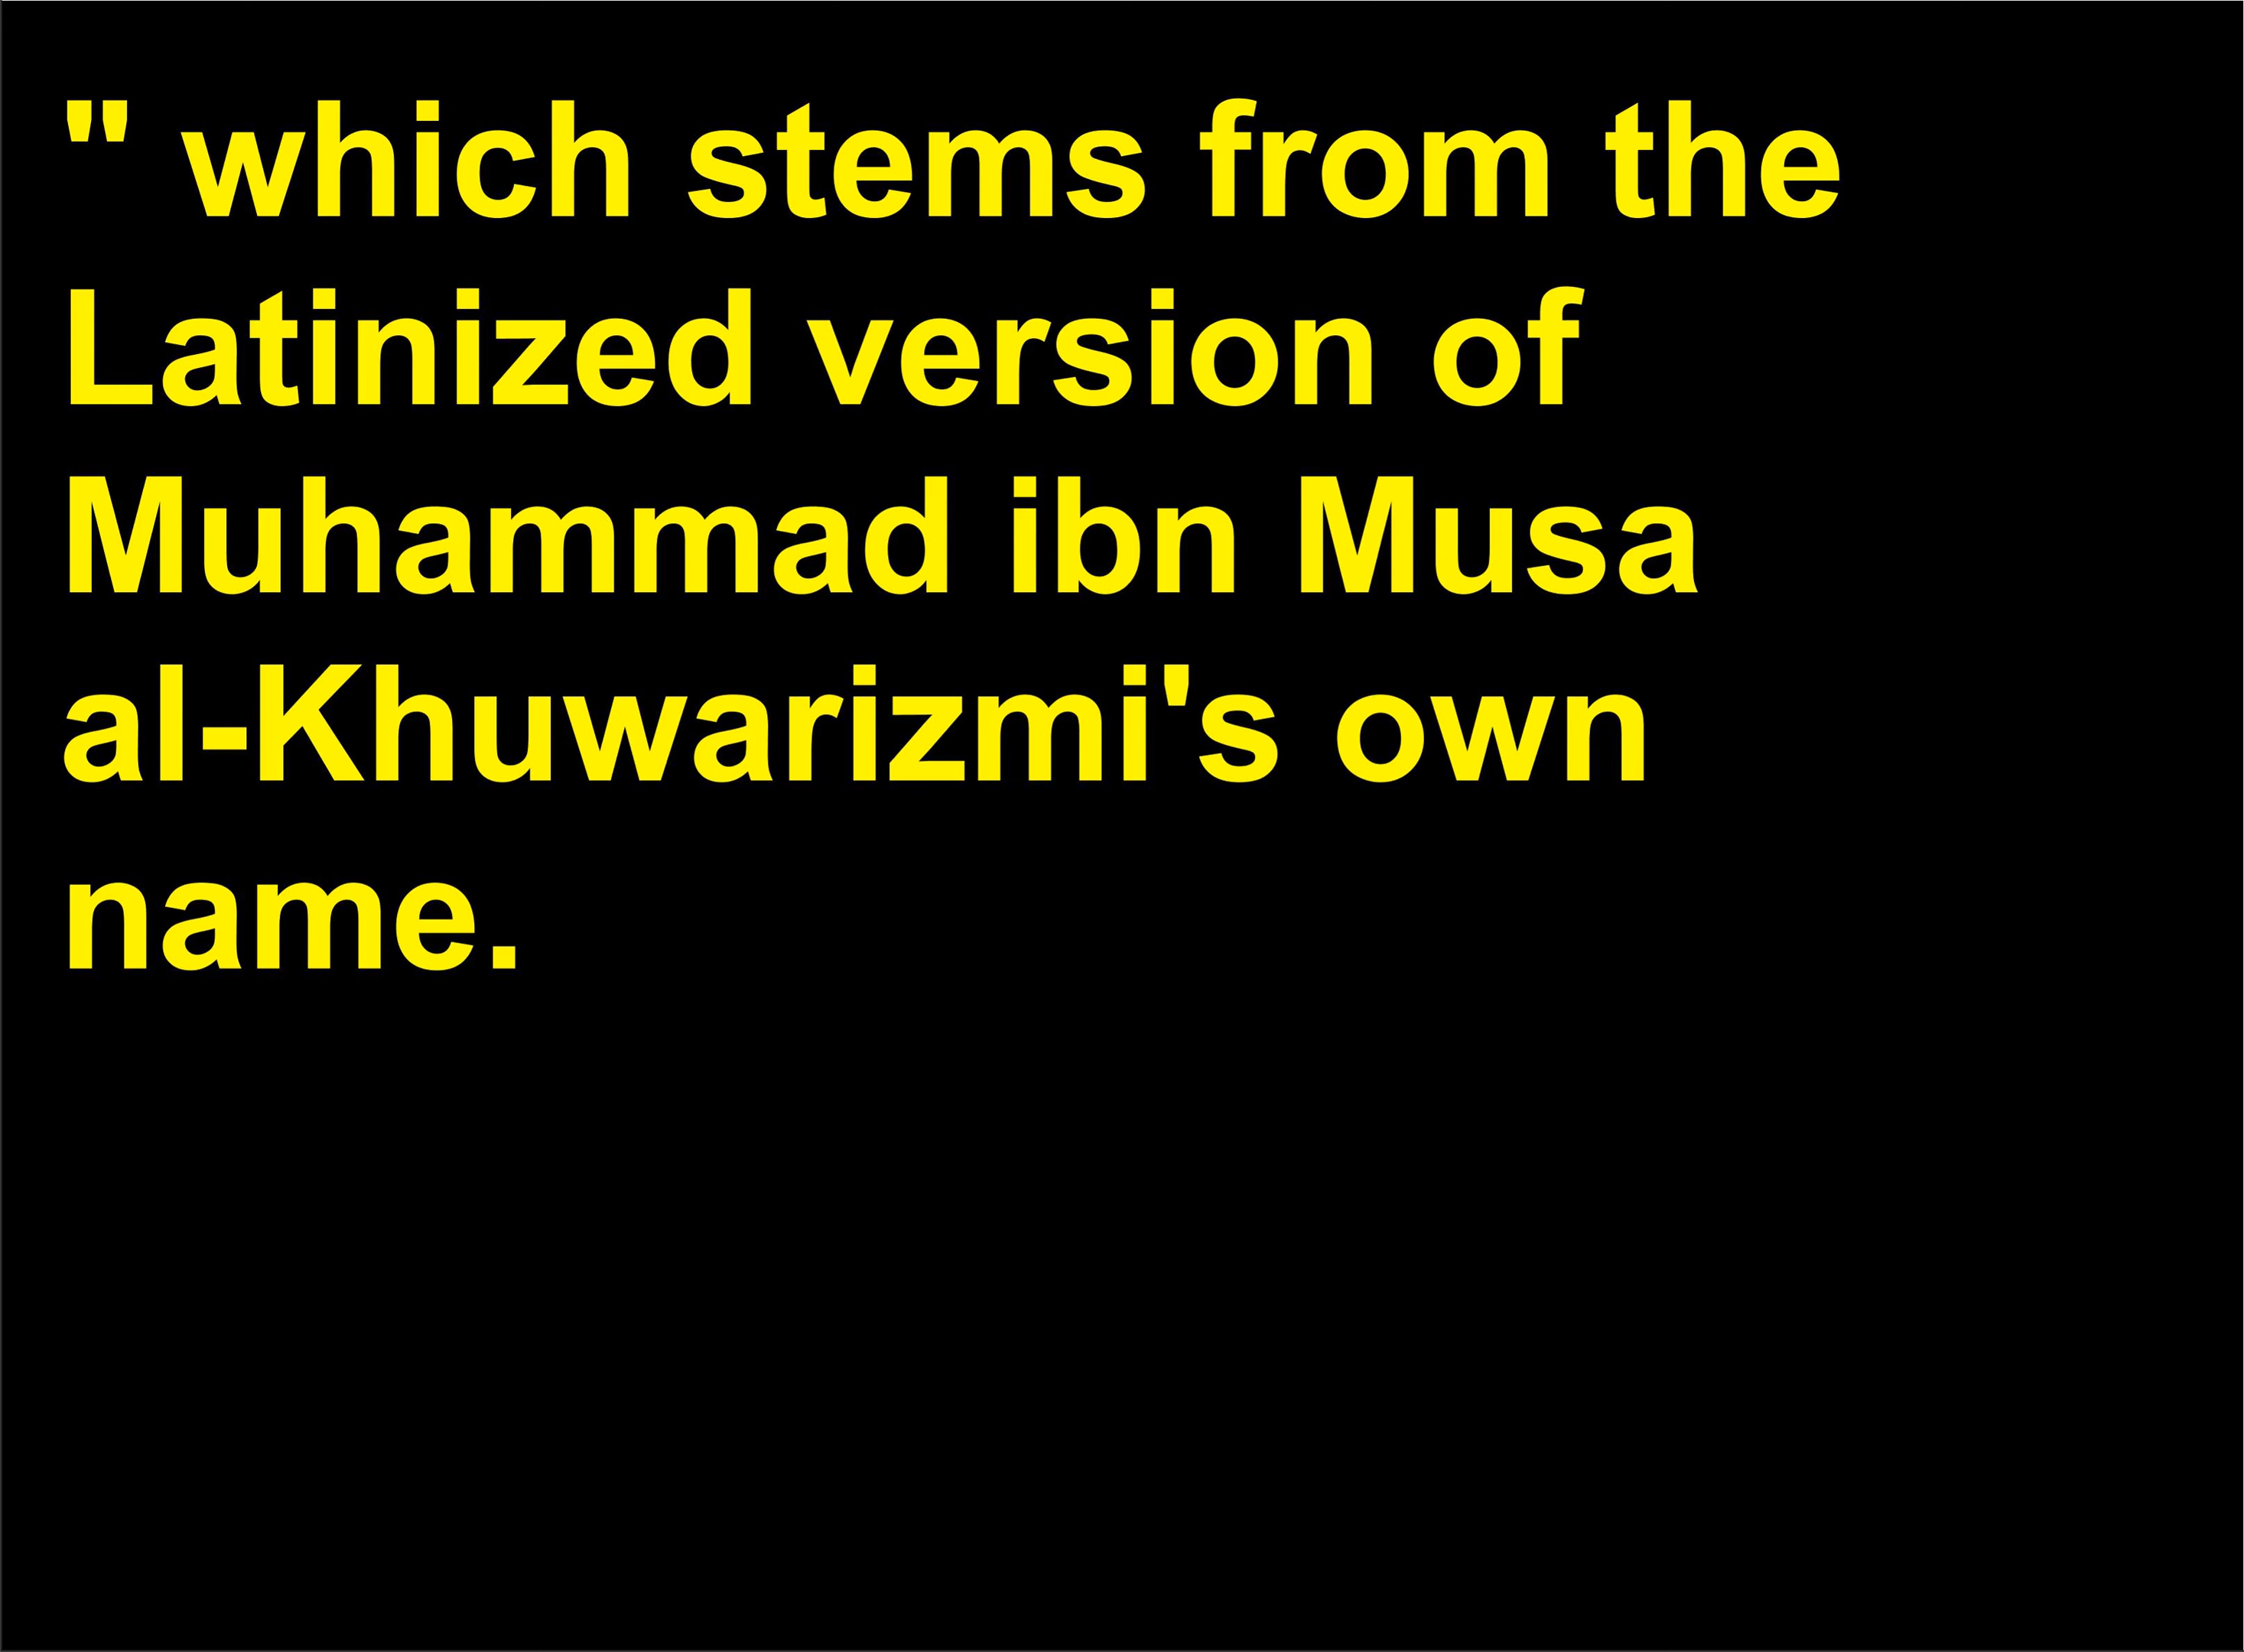 " which stems from the
Latinized version of
Muhammad ibn Musa
al-Khuwarizmi's own
name.